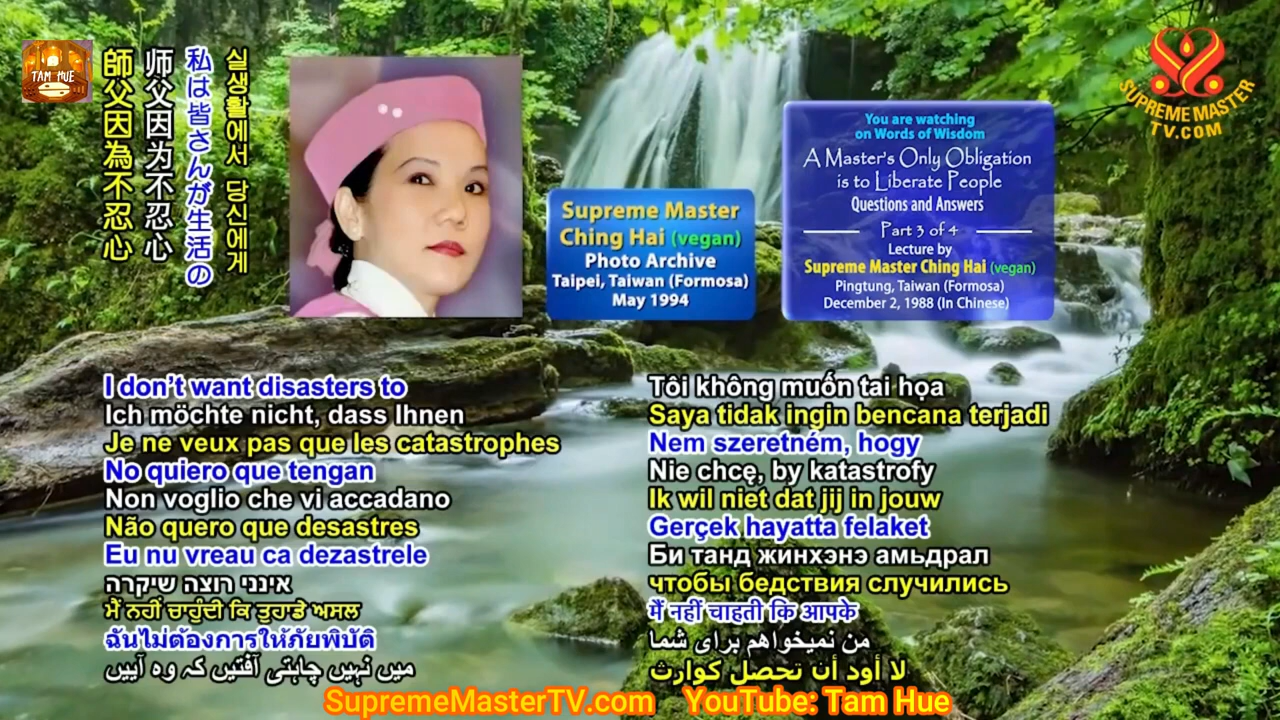 TAM HUE
師父因為不忍心
师父因为不忍心
私は皆さんが生活の
실생활에서 당신에게
Supreme Master
Ching Hai (vegan)
Photo Archive
Taipei, Taiwan (Formosa)
May 1994
You are watching
on Words of Wisdom
A Master's Only Obligation
is to Liberate People
Questions and Answers
Part 3 of 4
Lecture by
Supreme Master Ching Hai (vegan)
Pingtung, Taiwan (Formosa)
December 2, 1988 (In Chinese)
SUPREME MASTER
TV.COM
I don't want disasters to
Ich möchte nicht, dass Ihnen
Je ne veux pas que les catastrophes
No quiero que tengan
Non voglio che vi accadano
Não quero que desastres
Eu nu vreau ca dezastrele
אינני רוצה שיקרה
ਮੈਂ ਨਹੀਂ ਚਾਹੁੰਦੀ ਕਿ ਤੁਹਾਡੇ ਅਸਲ
ฉันไม่ต้องการให้ภัยพิบัติ
میں نہیں چاہتی آفتیں کہ وہ آپیں
Tôi không muốn tai họa
Saya tidak ingin bencana terjadi
Nem szeretném, hogy
Nie chcę, by katastrofy
Ik wil niet dat jij in jouw
Gerçek hayatta felaket
Би танд жинхэнэ амьдрал
чтобы бедствия случились
मैं नहीं चाहती कि आपके
من نمیخواهم برای شما
لا أود أن تحصل كوارث
SupremeMasterTV.com YouTube: Tam Hue